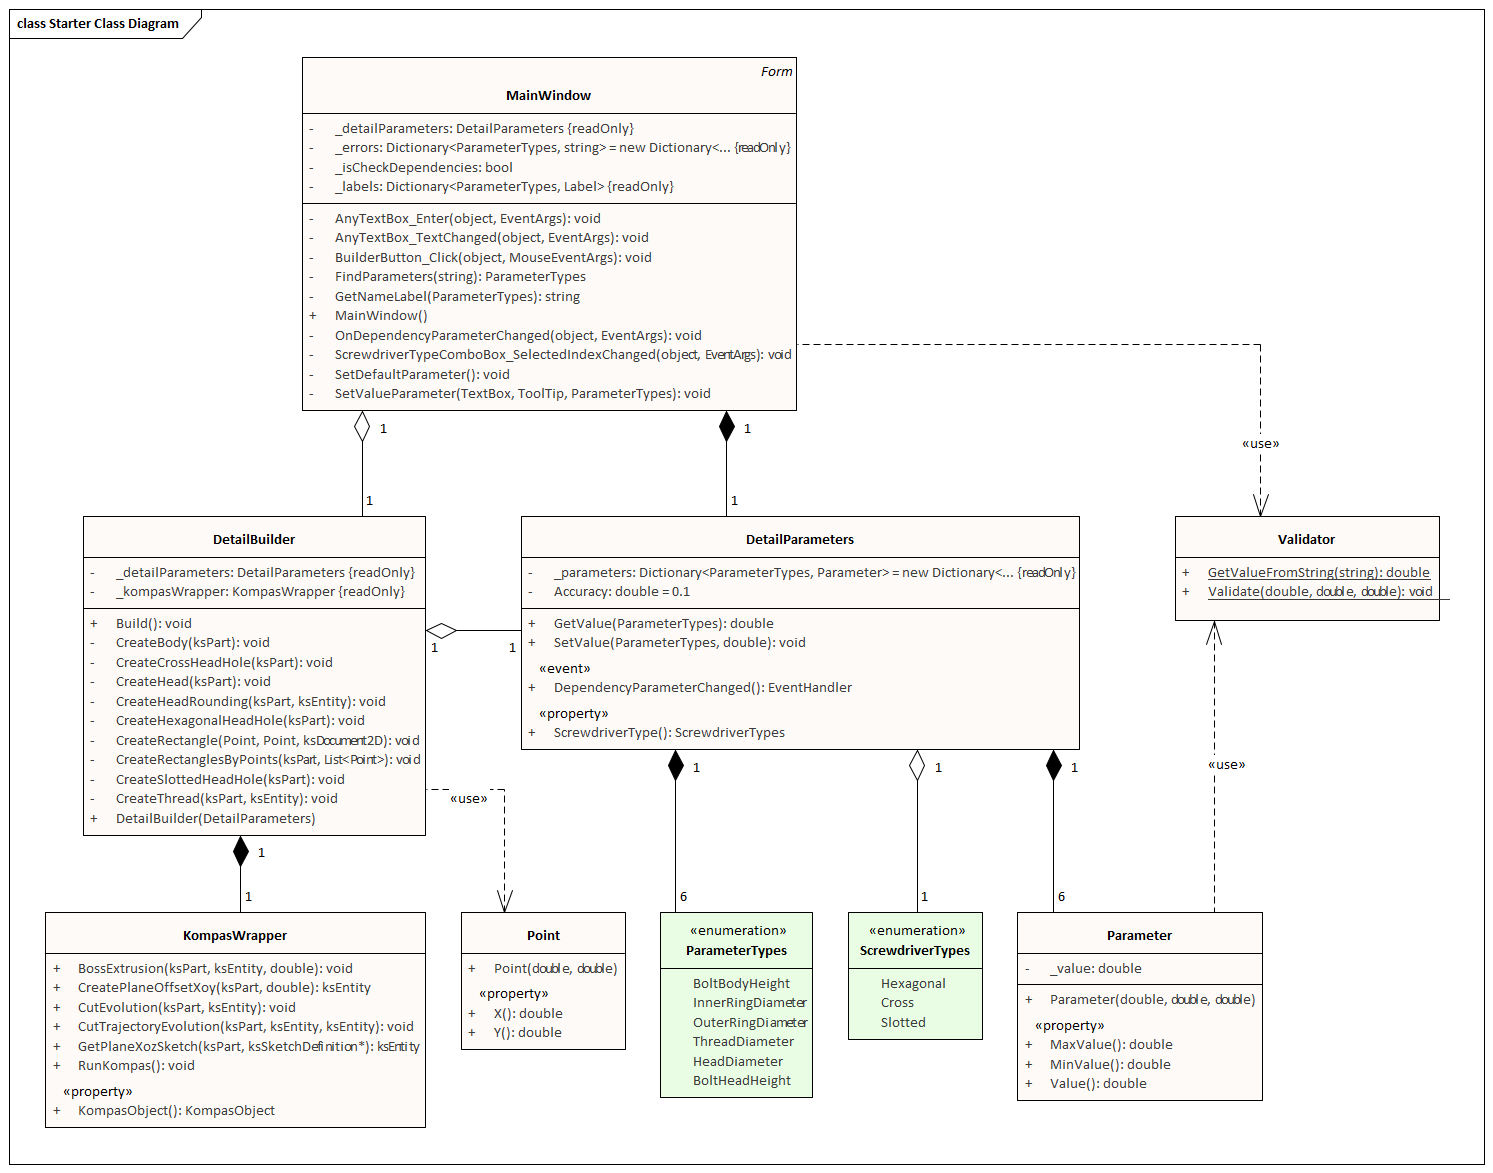 class Starter Class Diagram
Form
MainWindow
- _detailParameters: DetailParameters {readOnly}
- _errors: Dictionary<ParameterTypes, string> = new Dictionary<... {readOnly}
- _isCheckDependencies: bool
- _labels: Dictionary<ParameterTypes, Label> {readOnly}
- AnyTextBox_Enter(object, EventArgs): void
- AnyTextBox_TextChanged(object, EventArgs): void
- BuilderButton_Click(object, MouseEventArgs): void
- FindParameters(string): ParameterTypes
- GetNameLabel(ParameterTypes): string
+ MainWindow()
- OnDependencyParameterChanged(object, EventArgs): void
- ScrewdriverTypeComboBox_SelectedIndexChanged(object, EventArgs): void
- SetDefaultParameter(): void
- SetValueParameter(TextBox, ToolTip, ParameterTypes): void
1
1
«use»
1
1
DetailBuilder
- _detailParameters: DetailParameters {readOnly}
- _kompasWrapper: KompasWrapper {readOnly}
+ Build(): void
- CreateBody(ksPart): void
- CreateCrossHeadHole(ksPart): void
- CreateHead(ksPart): void
- CreateHeadRounding(ksPart, ksEntity): void
- CreateHexagonalHeadHole(ksPart): void
- CreateRectangle(Point, Point, ksDocument2D): void
- CreateRectanglesByPoints(ksPart, List<Point>): void
- CreateSlottedHeadHole(ksPart): void
- CreateThread(ksPart, ksEntity): void
+ DetailBuilder(DetailParameters)
1
1
DetailParameters
- _parameters: Dictionary<ParameterTypes, Parameter> = new Dictionary<... {readOnly}
- Accuracy: double = 0.1
+ GetValue(ParameterTypes): double
+ SetValue(ParameterTypes, double): void
«event»
+ DependencyParameterChanged(): EventHandler
«property»
+ ScrewdriverType(): ScrewdriverTypes
Validator
+ GetValueFromString(string): double
+ Validate(double, double, double): void
1
1
1
«use»
«use»
1
1
6
1
6
KompasWrapper
+ BossExtrusion(ksPart, ksEntity, double): void
+ CreatePlaneOffsetXoy(ksPart, double): ksEntity
+ CutEvolution(ksPart, ksEntity): void
+ CutTrajectoryEvolution(ksPart, ksEntity, ksEntity): void
+ GetPlaneXozSketch(ksPart, ksSketchDefinition*): ksEntity
+ RunKompas(): void
«property»
+ KompasObject(): KompasObject
Point
+ Point(double, double)
«property»
+ X(): double
+ Y(): double
«enumeration»
ParameterTypes
BoltBodyHeight
InnerRingDiameter
OuterRingDiameter
ThreadDiameter
HeadDiameter
BoltHeadHeight
«enumeration»
ScrewdriverTypes
Hexagonal
Cross
Slotted
Parameter
- _value: double
+ Parameter(double, double, double)
«property»
+ MaxValue(): double
+ MinValue(): double
+ Value(): double